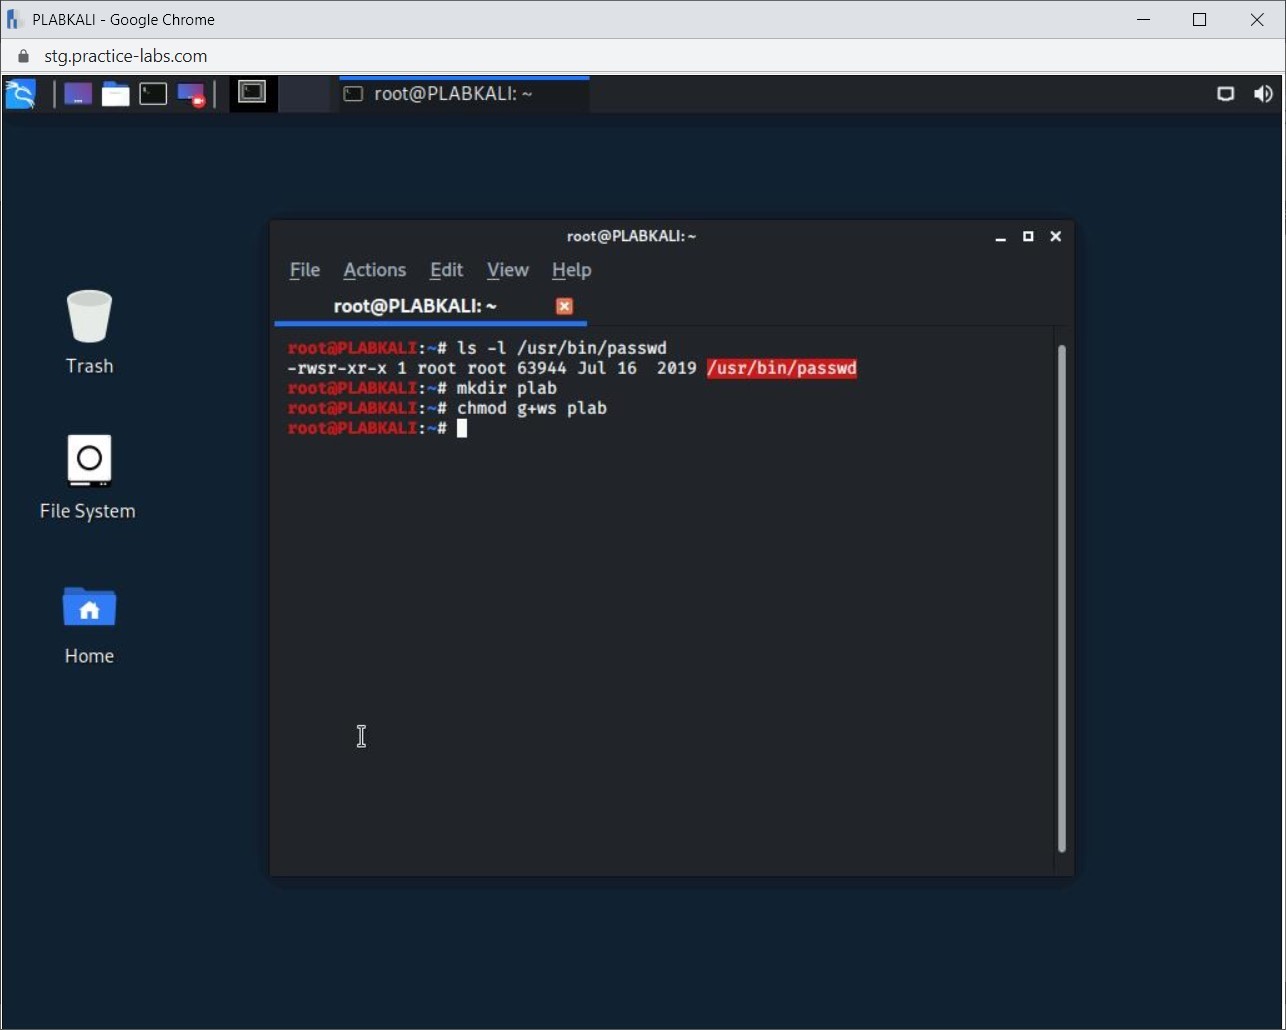 PLABKALI - Google Chrome
stg.practice-labs.com
root@PLABKALI: ~
root@PLABKALI: ~
File Actions Edit View Help
root@PLABKALI: ~
root@PLABKALI:~# ls -l /usr/bin/passwd
-rwsr-xr-x 1 root root 63944 Jul 16  2019 /usr/bin/passwd
root@PLABKALI:~# mkdir plab
root@PLABKALI:~# chmod g+ws plab
root@PLABKALI:~#
Trash
File System
Home